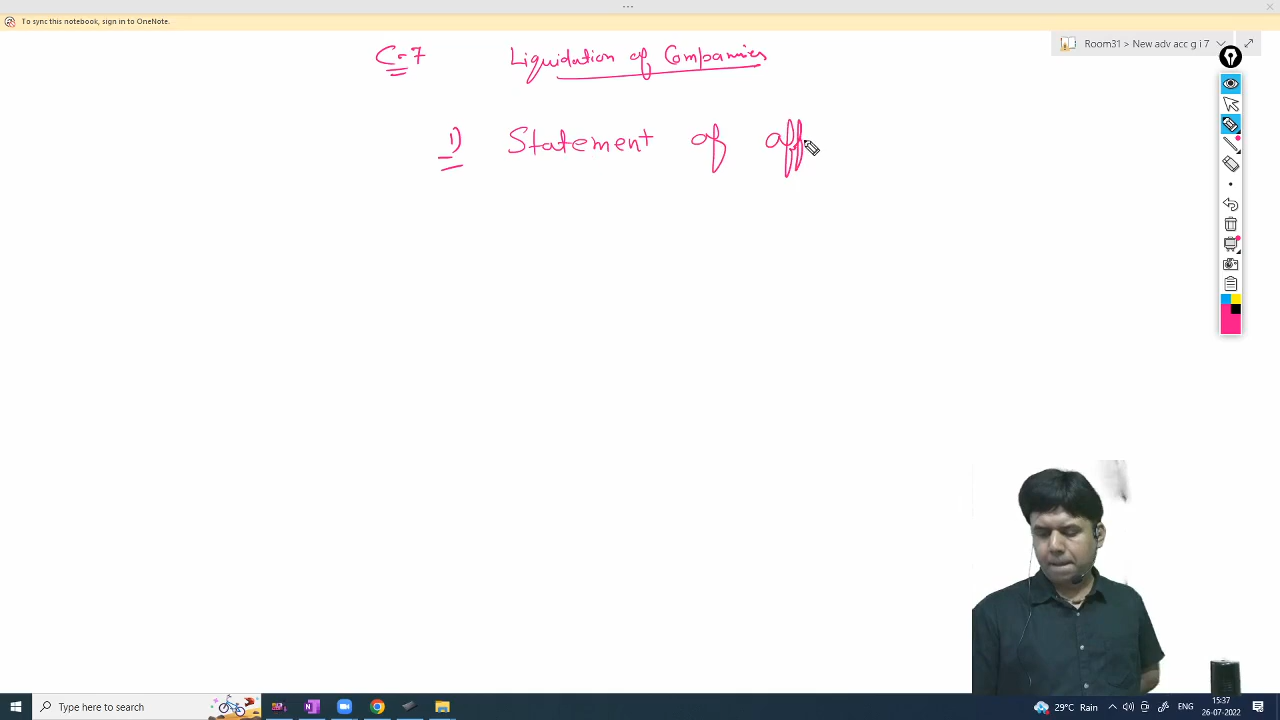 To sync this notebook, sign in to OneNote.
Room31 > New adv acc g i 7
C-7 Liquidation of Companies
1) Statement of aff
Type here to search
29°C Rain
ENG
15:37
26-07-2022